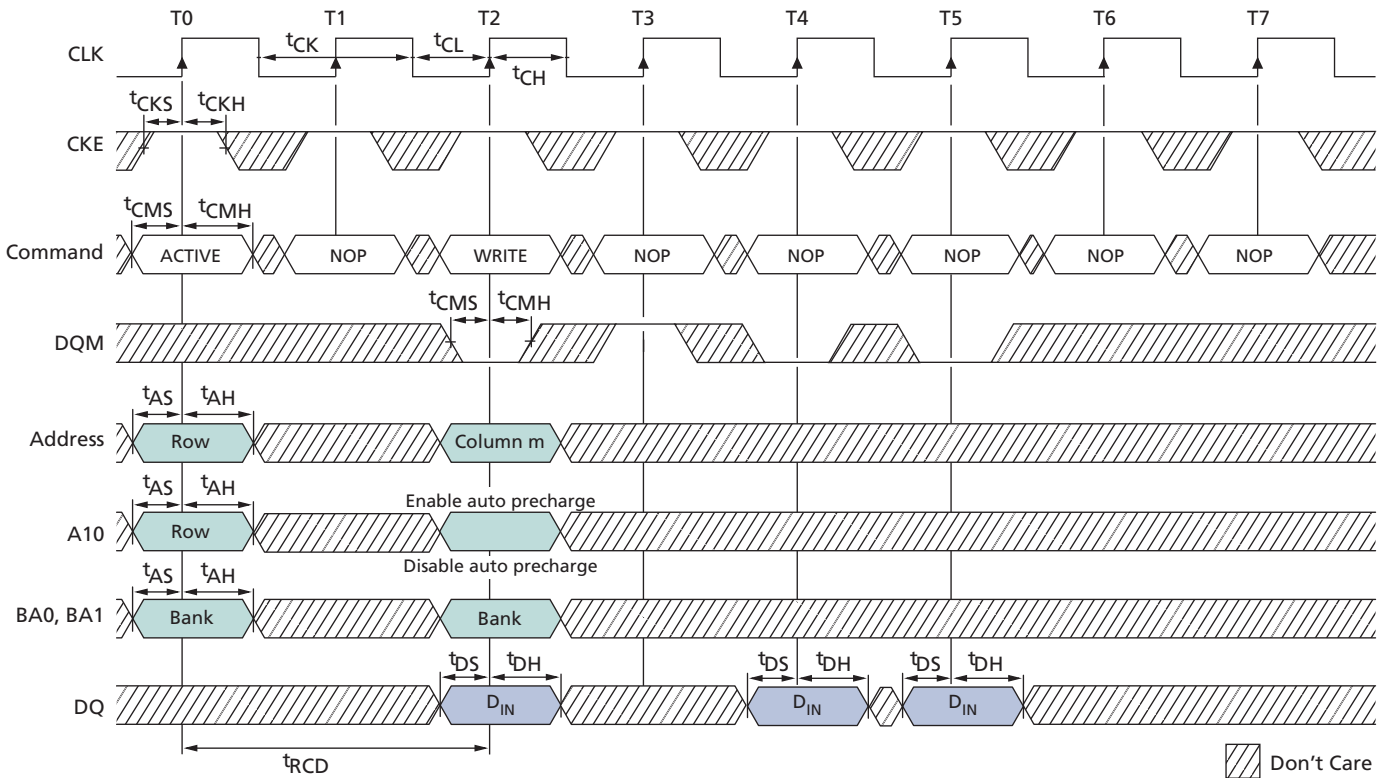 T0 T1 T2 T3 T4 T5 T6 T7
CLK tCK tCL
tCH
tCKS tCKH
CKE
tCMS tCMH
Command ACTIVE NOP WRITE NOP NOP NOP NOP NOP
tCMS tCMH
DQM
tAS tAH
Address Row Column m
tAS tAH Enable auto precharge
A10 Row
Disable auto precharge
tAS tAH
BA0, BA1 Bank Bank
tDS tDH tDS tDH tDS tDH
DQ DIN DIN DIN
tRCD
Don't Care